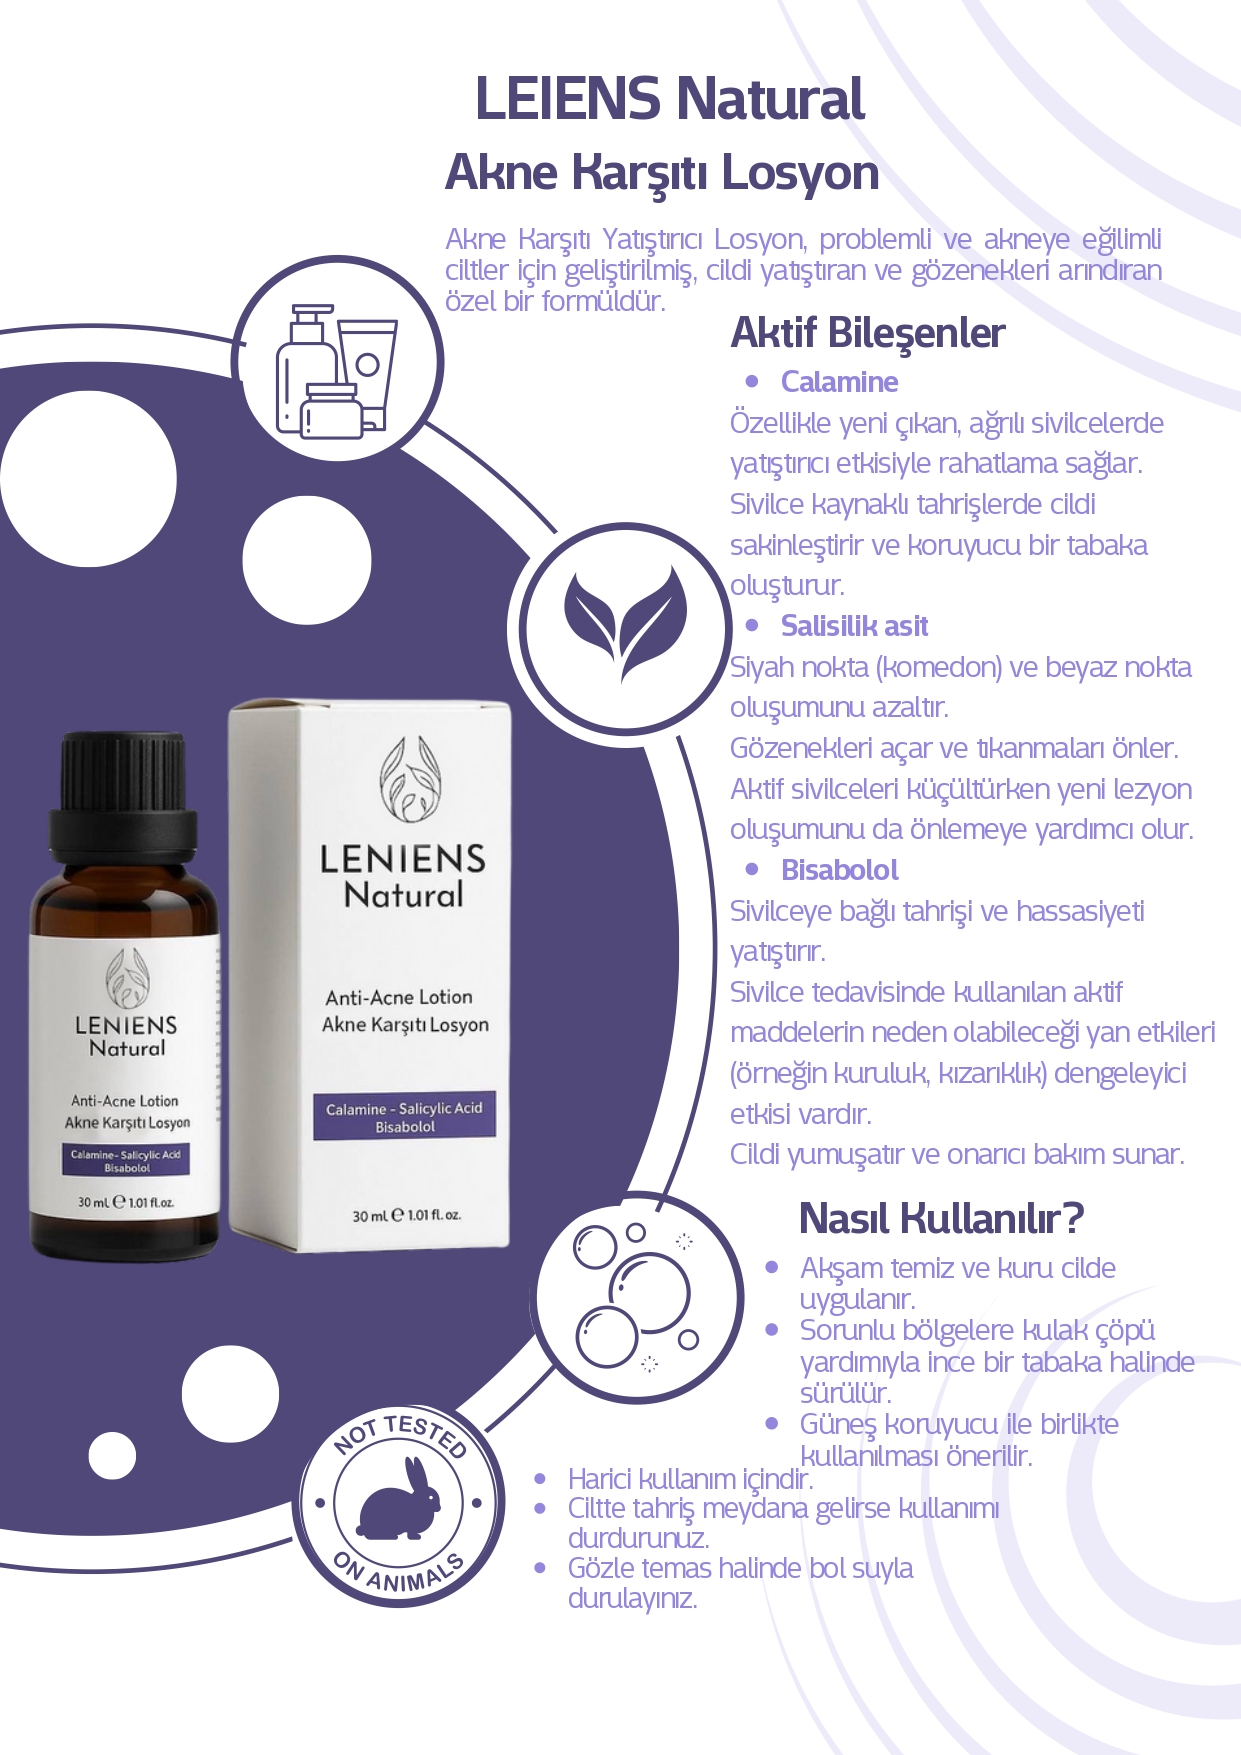 LEIENS Natural
Akne Karşıtı Losyon
Akne Karşıtı Yatıştırıcı Losyon, problemli ve akneye eğilimli
ciltler için geliştirilmiş, cildi yatıştıran ve gözenekleri arındıran
özel bir formüldür.
Aktif Bileşenler
• Calamine
Özellikle yeni çıkan, ağrılı sivilcelerde
yatıştırıcı etkisiyle rahatlama sağlar.
Sivilce kaynaklı tahrişlerde cildi
sakinleştirir ve koruyucu bir tabaka
oluşturur.
• Salisilik asit
Siyah nokta (komedon) ve beyaz nokta
oluşumunu azaltır.
Gözenekleri açar ve tıkanmaları önler.
Aktif sivilceleri küçültürken yeni lezyon
oluşumunu da önlemeye yardımcı olur.
• Bisabolol
Sivilceye bağlı tahrişi ve hassasiyeti
yatıştırır.
Sivilce tedavisinde kullanılan aktif
maddelerin neden olabileceği yan etkileri
(örneğin kuruluk, kızarıklık) dengeleyici
etkisi vardır.
Cildi yumuşatır ve onarıcı bakım sunar.
Nasıl Kullanılır?
• Akşam temiz ve kuru cilde
uygulanır.
• Sorunlu bölgelere kulak çöpü
yardımıyla ince bir tabaka halinde
sürülür.
• Güneş koruyucu ile birlikte
kullanılması önerilir.
• Harici kullanım içindir.
• Ciltte tahriş meydana gelirse kullanımı
durdurunuz.
• Gözle temas halinde bol suyla
durulayınız.
LENIENS
Natural
Anti-Acne Lotion
Akne Karşıtı Losyon
Calamine - Salicylic Acid
Bisabolol
30 ml ℮ 1.01 fl. oz.
LENIENS
Natural
Anti-Acne Lotion
Akne Karşıtı Losyon
Calamine- Salicylic Acid
Bisabolol
30 ml ℮ 1.01 fl.oz.
NOT TESTED
ON ANIMALS